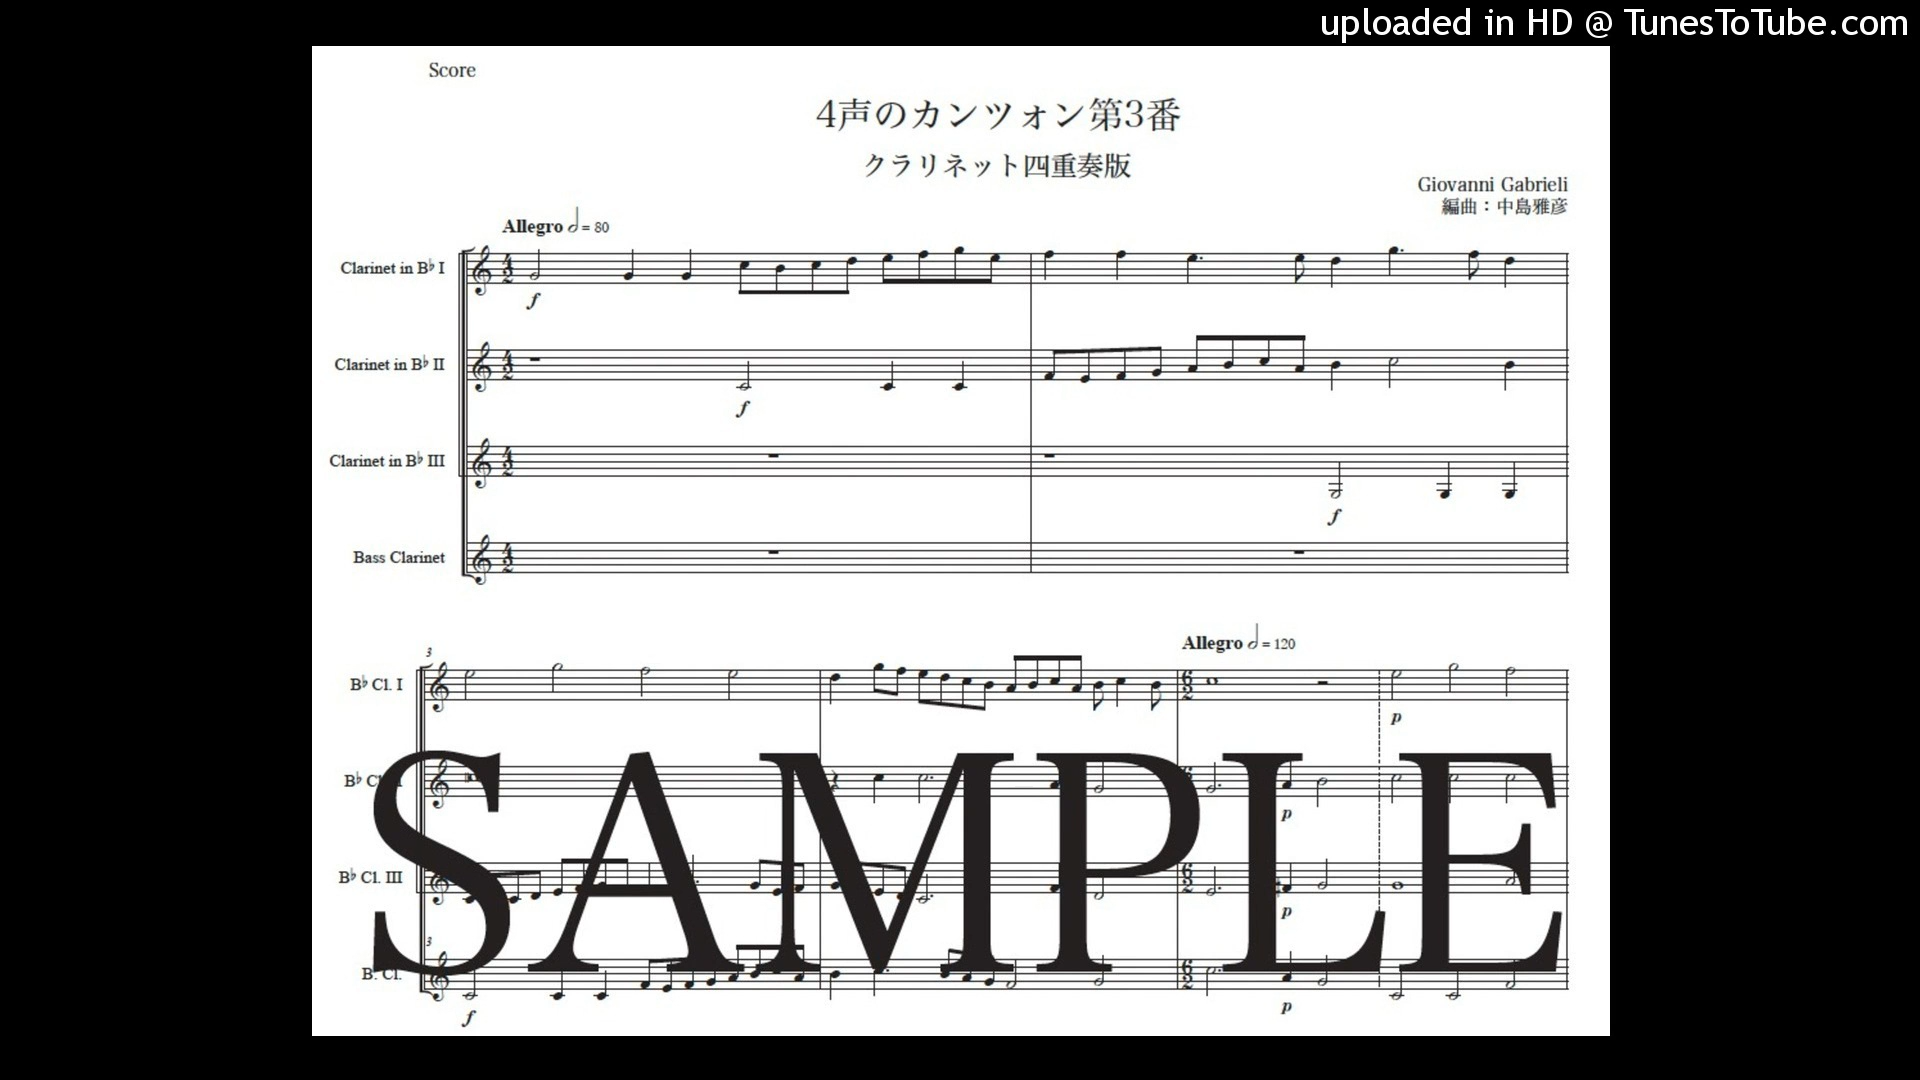 uploaded in HD @ TunesToTube.com
Score
4声のカンツォン第3番
クラリネット四重奏版
Giovanni Gabrieli
編曲：中島雅彦
Allegro 𝅗𝅥 = 80
Clarinet in B♭ I
f
Clarinet in B♭ II
f
Clarinet in B♭ III
f
Bass Clarinet
Allegro 𝅗𝅥 = 120
3
B♭ Cl. I
p
SAMPLE
p
B♭ Cl. III
p
3
B. Cl.
f
p